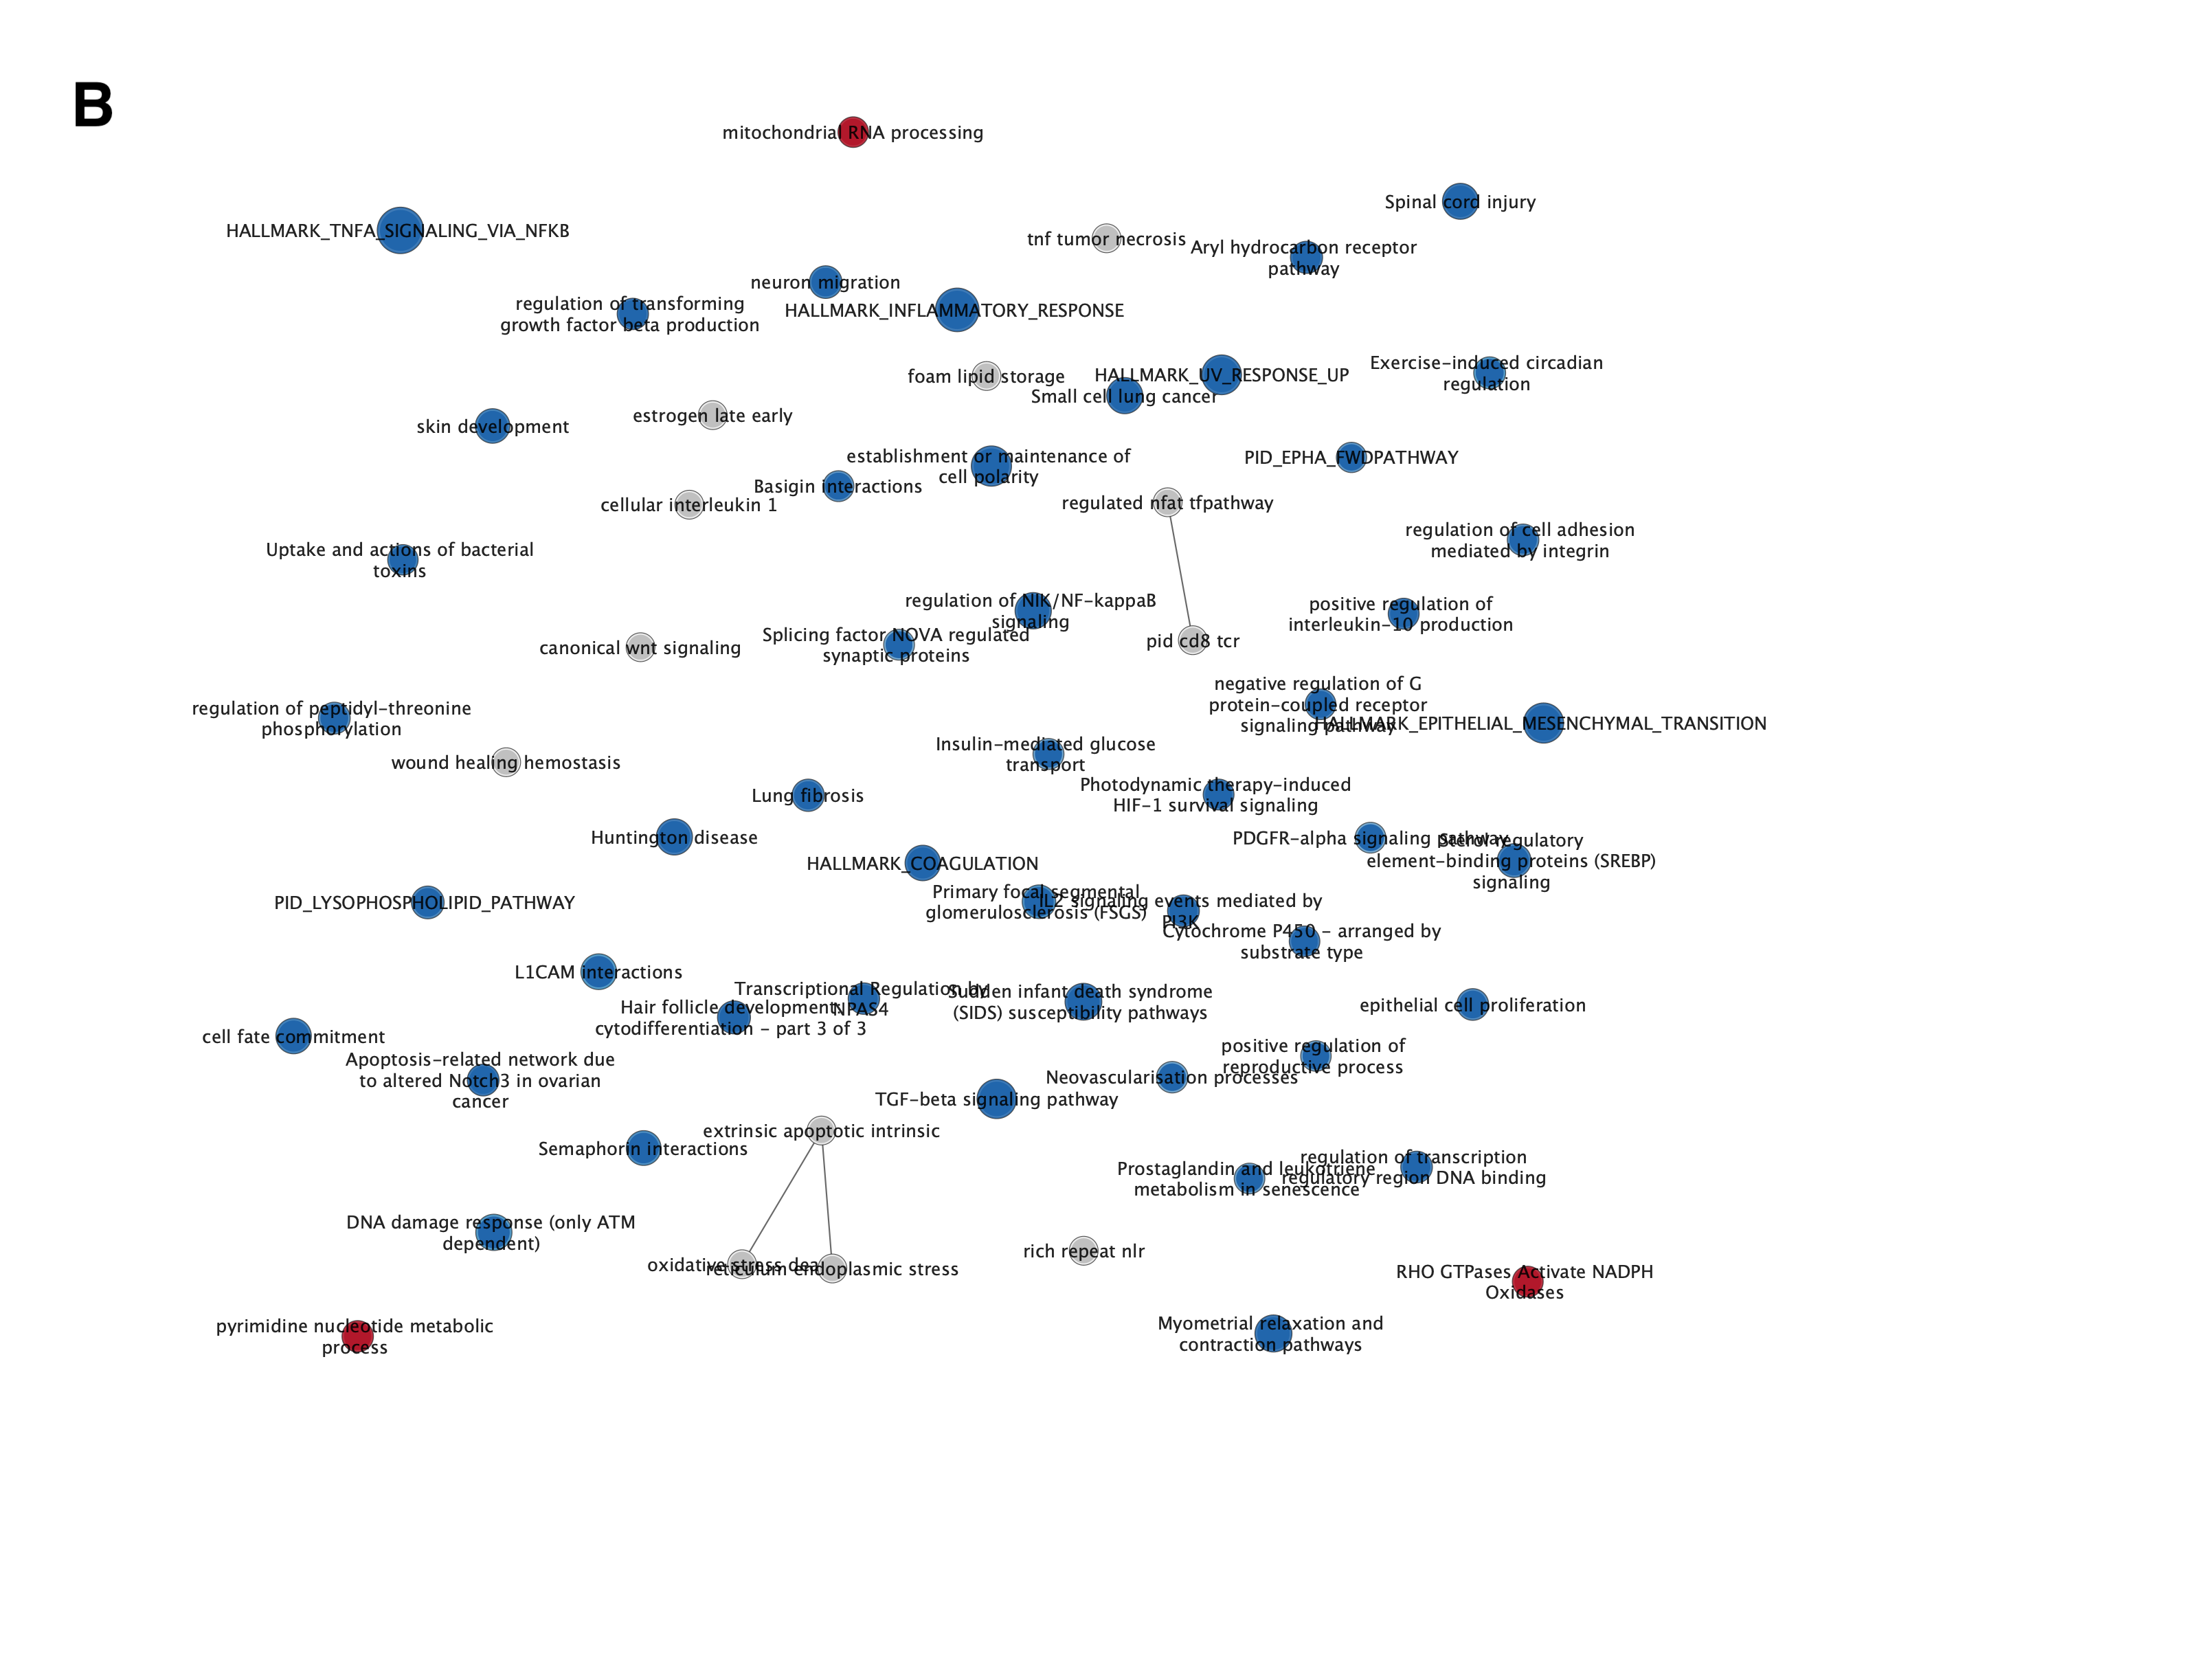 B
mitochondrial RNA processing
Spinal cord injury
HALLMARK_TNFA_SIGNALING_VIA_NFKB
tnf tumor necrosis
Aryl hydrocarbon receptor
pathway
neuron migration
regulation of transforming
growth factor beta production
HALLMARK_INFLAMMATORY_RESPONSE
foam lipid storage
HALLMARK_UV_RESPONSE_UP
Exercise-induced circadian
regulation
Small cell lung cancer
estrogen late early
skin development
establishment or maintenance of
cell polarity
PID_EPHA_FWDPATHWAY
Basigin interactions
cellular interleukin 1
regulated nfat tfpathway
regulation of cell adhesion
mediated by integrin
Uptake and actions of bacterial
toxins
regulation of NIK/NF-kappaB
signaling
positive regulation of
interleukin-10 production
Splicing factor NOVA regulated
synaptic proteins
canonical wnt signaling
pid cd8 tcr
negative regulation of G
protein-coupled receptor
signaling pathway
HALLMARK_EPITHELIAL_MESENCHYMAL_TRANSITION
regulation of peptidyl-threonine
phosphorylation
wound healing hemostasis
Insulin-mediated glucose
transport
Lung fibrosis
Photodynamic therapy-induced
HIF-1 survival signaling
Huntington disease
PDGFR-alpha signaling pathway
Sterol regulatory
element-binding proteins (SREBP)
signaling
HALLMARK_COAGULATION
PID_LYSOPHOSPHOLIPID_PATHWAY
Primary focal segmental
glomerulosclerosis (FSGS)
IL2 signaling events mediated by
PI3K
Cytochrome P450 - arranged by
substrate type
L1CAM interactions
Transcriptional Regulation by
NPAS4
Sudden infant death syndrome
(SIDS) susceptibility pathways
Hair follicle development:
cytodifferentiation - part 3 of 3
epithelial cell proliferation
cell fate commitment
Apoptosis-related network due
to altered Notch3 in ovarian
cancer
positive regulation of
reproductive process
Neovascularisation processes
TGF-beta signaling pathway
extrinsic apoptotic intrinsic
Semaphorin interactions
Prostaglandin and leukotriene
metabolism in senescence
regulation of transcription
regulatory region DNA binding
DNA damage response (only ATM
dependent)
oxidative stress
reticulum endoplasmic stress
rich repeat nlr
RHO GTPases Activate NADPH
Oxidases
pyrimidine nucleotide metabolic
process
Myometrial relaxation and
contraction pathways